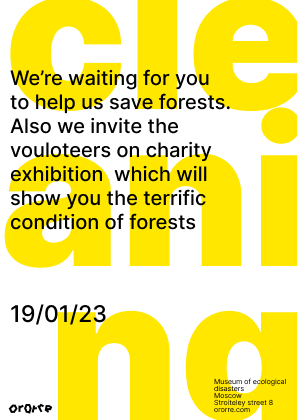 cle
ani
ng
We're waiting for you
to help us save forests.
Also we invite the
vouloteers on charity
exhibition  which will
show you the terrific
condition of forests
19/01/23
ororre
Museum of ecological
disasters
Moscow
Stroiteley street 8
ororre.com